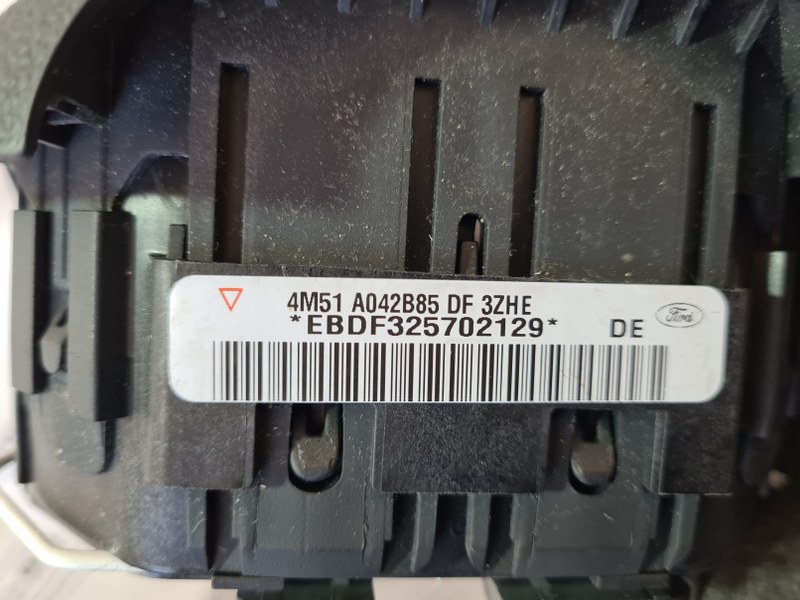 4M51 A042B85 DF 3ZHE
*EBDF325702129*
DE
Ford